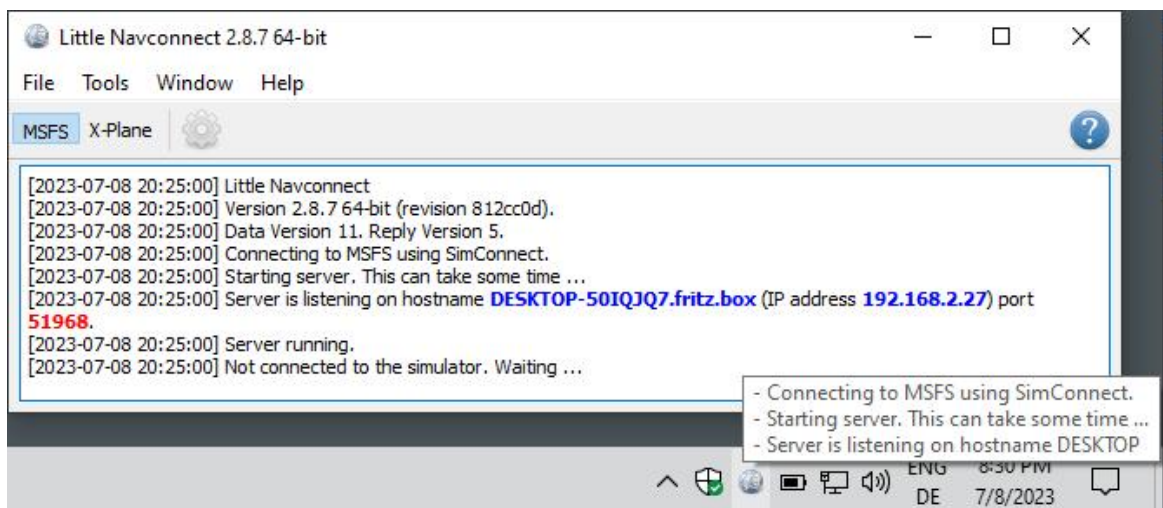 Little Navconnect 2.8.7 64-bit
File Tools Window Help
MSFS X-Plane
?
[2023-07-08 20:25:00] Little Navconnect
[2023-07-08 20:25:00] Version 2.8.7 64-bit (revision 812cc0d).
[2023-07-08 20:25:00] Data Version 11. Reply Version 5.
[2023-07-08 20:25:00] Connecting to MSFS using SimConnect.
[2023-07-08 20:25:00] Starting server. This can take some time ...
[2023-07-08 20:25:00] Server is listening on hostname DESKTOP-50IQJQ7.fritz.box (IP address 192.168.2.27) port
51968.
[2023-07-08 20:25:00] Server running.
[2023-07-08 20:25:00] Not connected to the simulator. Waiting ...
- Connecting to MSFS using SimConnect.
- Starting server. This can take some time ...
- Server is listening on hostname DESKTOP
ENG 8:30 PM
DE 7/8/2023